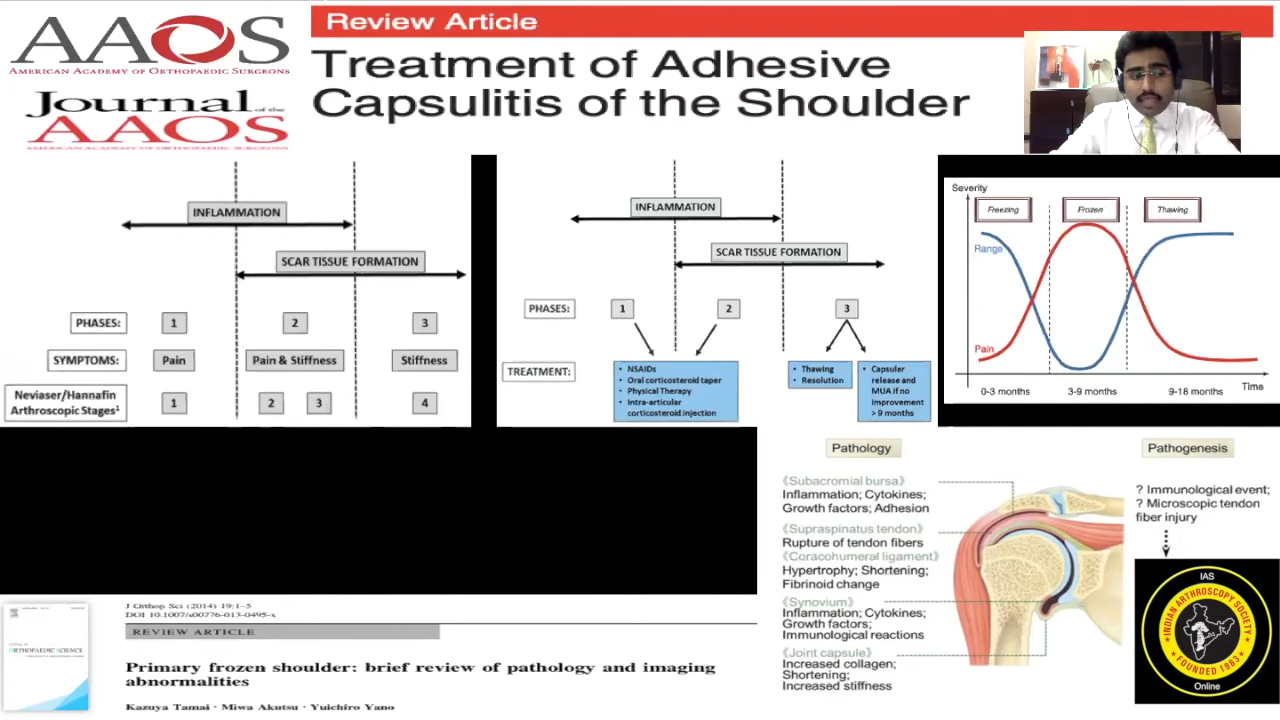 AAOS
AMERICAN ACADEMY OF ORTHOPAEDIC SURGEONS
Journal of the
AAOS
AMERICAN ACADEMY OF ORTHOPAEDIC SURGEONS
Review Article
Treatment of Adhesive
Capsulitis of the Shoulder
INFLAMMATION
SCAR TISSUE FORMATION
PHASES: 1 2 3
SYMPTOMS: Pain Pain & Stiffness Stiffness
Neviaser/Hannafin
Arthroscopic Stages¹ 1 2 3 4
INFLAMMATION
SCAR TISSUE FORMATION
PHASES: 1 2 3
TREATMENT:
• NSAIDs
• Oral corticosteroid taper
• Physical Therapy
• Intra-articular
corticosteroid injection
• Thawing
• Resolution
• Capsular
release and
MUA if no
improvement
> 9 months
Severity
Freezing Frozen Thawing
Range
Pain
Time
0-3 months 3-9 months 9-18 months
Pathology
《Subacromial bursa》
Inflammation; Cytokines;
Growth factors; Adhesion
《Supraspinatus tendon》
Rupture of tendon fibers
《Coracohumeral ligament》
Hypertrophy; Shortening;
Fibrinoid change
《Synovium》
Inflammation; Cytokines;
Growth factors;
Immunological reactions
《Joint capsule》
Increased collagen;
Shortening;
Increased stiffness
Pathogenesis
? Immunological event;
? Microscopic tendon
fiber injury
IAS
INDIAN ARTHROSCOPY SOCIETY
FOUNDED 1983
Online
ORTHOPAEDIC SCIENCE
J Orthop Sci (2014) 19:1–5
DOI 10.1007/s00776-013-0495-x
REVIEW ARTICLE
Primary frozen shoulder: brief review of pathology and imaging
abnormalities
Kazuya Tamai · Miwa Akutsu · Yuichiro Yano